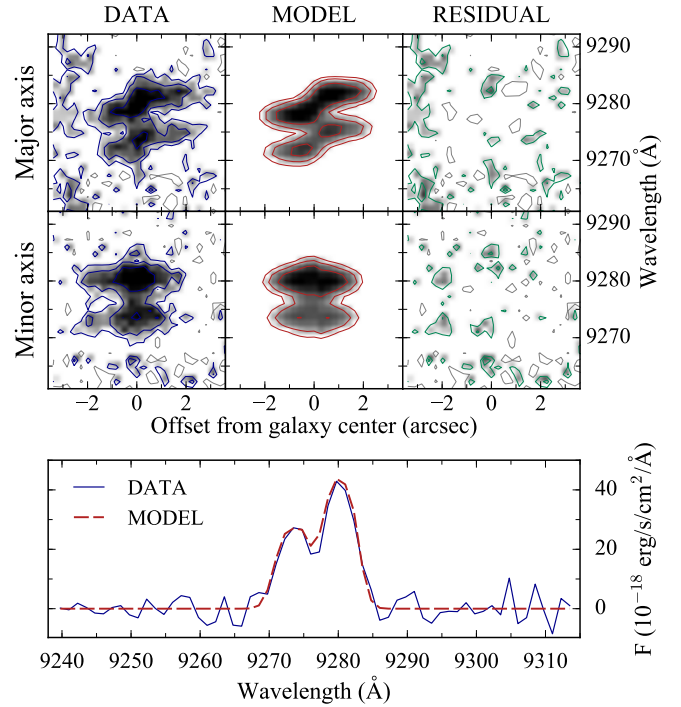 DATA MODEL RESIDUAL
Major axis
9290
9280
9270
Wavelength (Å)
Minor axis
9290
9280
9270
−2 0 2 −2 0 2 −2 0 2
Offset from galaxy center (arcsec)
DATA
MODEL
40
20
0
F (10⁻¹⁸ erg/s/cm²/Å)
9240 9250 9260 9270 9280 9290 9300 9310
Wavelength (Å)